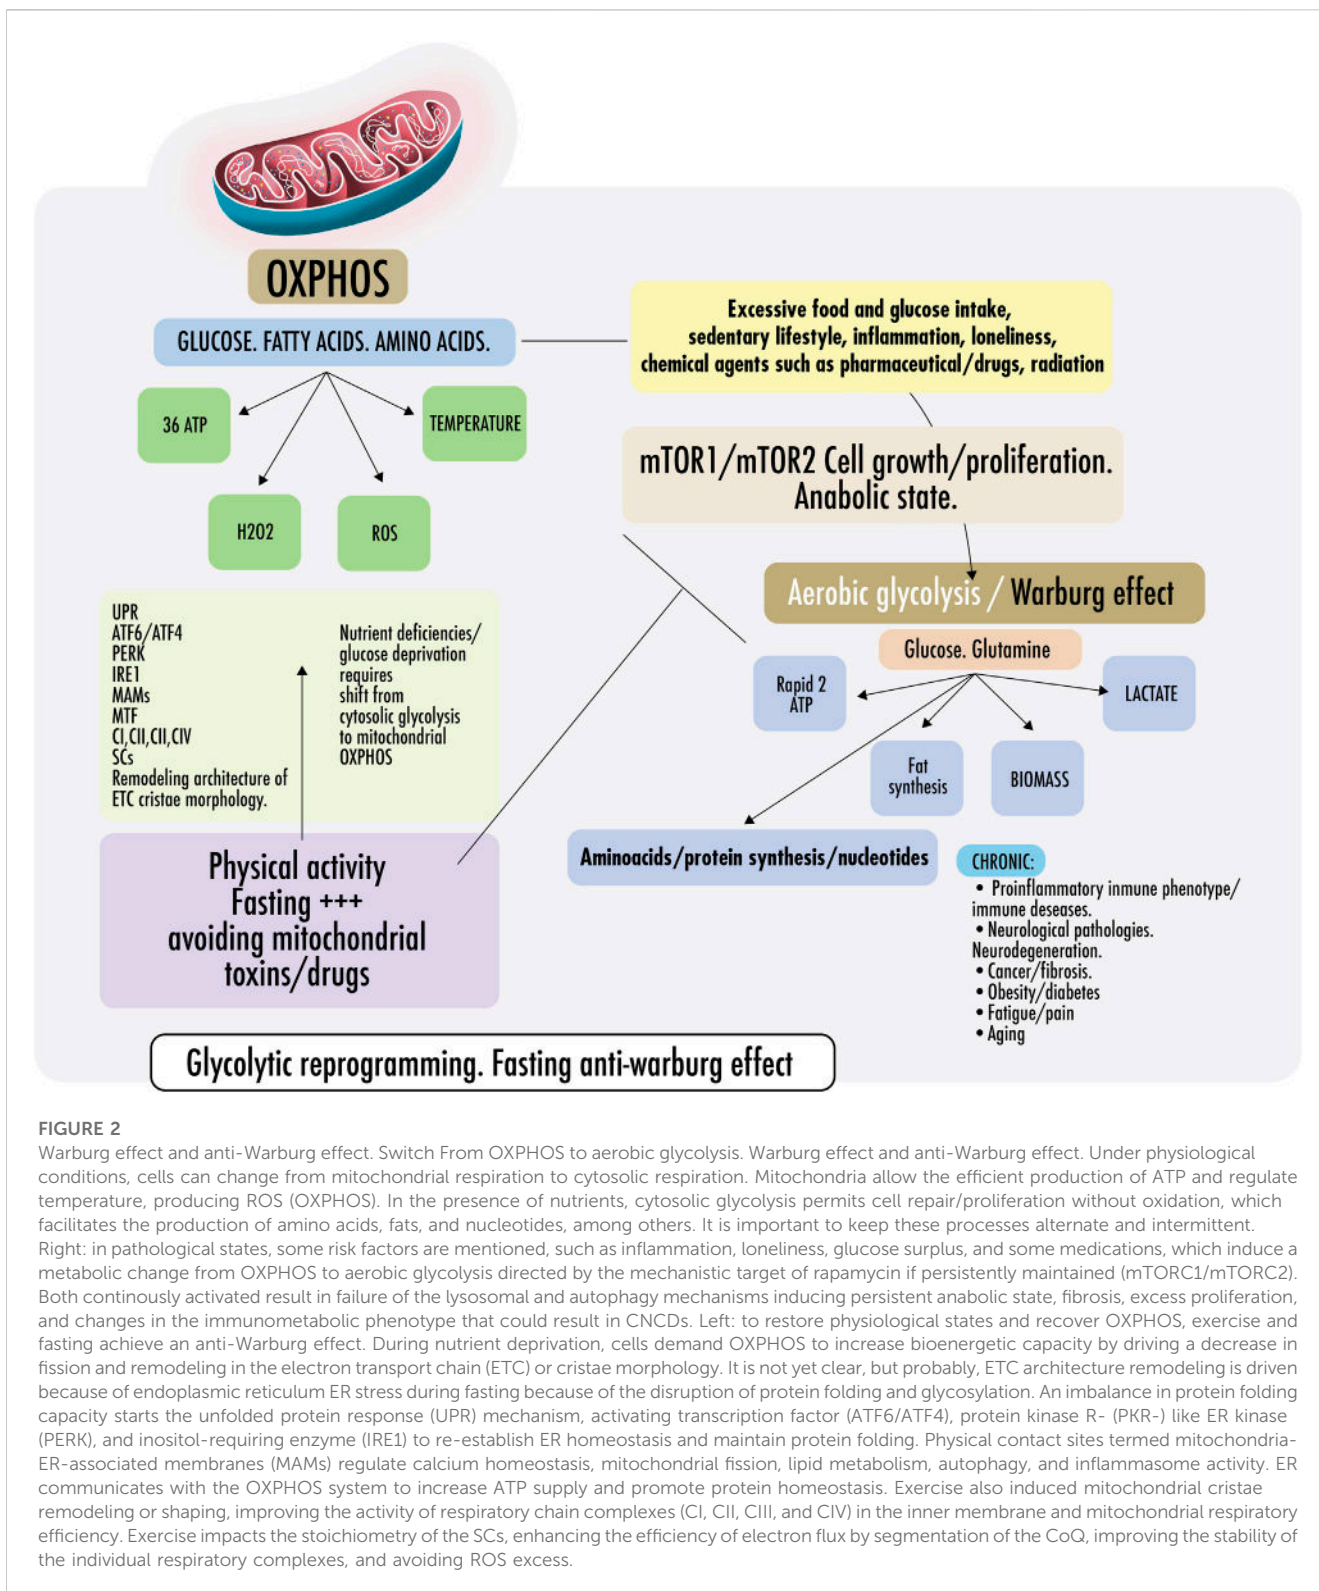 OXPHOS
GLUCOSE. FATTY ACIDS. AMINO ACIDS.
36 ATP
TEMPERATURE
H2O2
ROS
Excessive food and glucose intake,
sedentary lifestyle, inflammation, loneliness,
chemical agents such as pharmaceutical/drugs, radiation
mTOR1/mTOR2 Cell growth/proliferation.
Anabolic state.
Aerobic glycolysis / Warburg effect
Glucose. Glutamine
Rapid 2
ATP
LACTATE
Fat
synthesis
BIOMASS
Aminoacids/protein synthesis/nucleotides
UPR
ATF6/ATF4
PERK
IRE1
MAMs
MTF
CI,CII,CII,CIV
SCs
Remodeling architecture of
ETC cristae morphology.
Nutrient deficiencies/
glucose deprivation
requires
shift from
cytosolic glycolysis
to mitochondrial
OXPHOS
Physical activity
Fasting +++
avoiding mitochondrial
toxins/drugs
CHRONIC:
• Proinflammatory inmune phenotype/
immune deseases.
• Neurological pathologies.
Neurodegeneration.
• Cancer/fibrosis.
• Obesity/diabetes
• Fatigue/pain
• Aging
Glycolytic reprogramming. Fasting anti-warburg effect
FIGURE 2
Warburg effect and anti-Warburg effect. Switch From OXPHOS to aerobic glycolysis. Warburg effect and anti-Warburg effect. Under physiological
conditions, cells can change from mitochondrial respiration to cytosolic respiration. Mitochondria allow the efficient production of ATP and regulate
temperature, producing ROS (OXPHOS). In the presence of nutrients, cytosolic glycolysis permits cell repair/proliferation without oxidation, which
facilitates the production of amino acids, fats, and nucleotides, among others. It is important to keep these processes alternate and intermittent.
Right: in pathological states, some risk factors are mentioned, such as inflammation, loneliness, glucose surplus, and some medications, which induce a
metabolic change from OXPHOS to aerobic glycolysis directed by the mechanistic target of rapamycin if persistently maintained (mTORC1/mTORC2).
Both continously activated result in failure of the lysosomal and autophagy mechanisms inducing persistent anabolic state, fibrosis, excess proliferation,
and changes in the immunometabolic phenotype that could result in CNCDs. Left: to restore physiological states and recover OXPHOS, exercise and
fasting achieve an anti-Warburg effect. During nutrient deprivation, cells demand OXPHOS to increase bioenergetic capacity by driving a decrease in
fission and remodeling in the electron transport chain (ETC) or cristae morphology. It is not yet clear, but probably, ETC architecture remodeling is driven
because of endoplasmic reticulum ER stress during fasting because of the disruption of protein folding and glycosylation. An imbalance in protein folding
capacity starts the unfolded protein response (UPR) mechanism, activating transcription factor (ATF6/ATF4), protein kinase R- (PKR-) like ER kinase
(PERK), and inositol-requiring enzyme (IRE1) to re-establish ER homeostasis and maintain protein folding. Physical contact sites termed mitochondria-
ER-associated membranes (MAMs) regulate calcium homeostasis, mitochondrial fission, lipid metabolism, autophagy, and inflammasome activity. ER
communicates with the OXPHOS system to increase ATP supply and promote protein homeostasis. Exercise also induced mitochondrial cristae
remodeling or shaping, improving the activity of respiratory chain complexes (CI, CII, CIII, and CIV) in the inner membrane and mitochondrial respiratory
efficiency. Exercise impacts the stoichiometry of the SCs, enhancing the efficiency of electron flux by segmentation of the CoQ, improving the stability of
the individual respiratory complexes, and avoiding ROS excess.